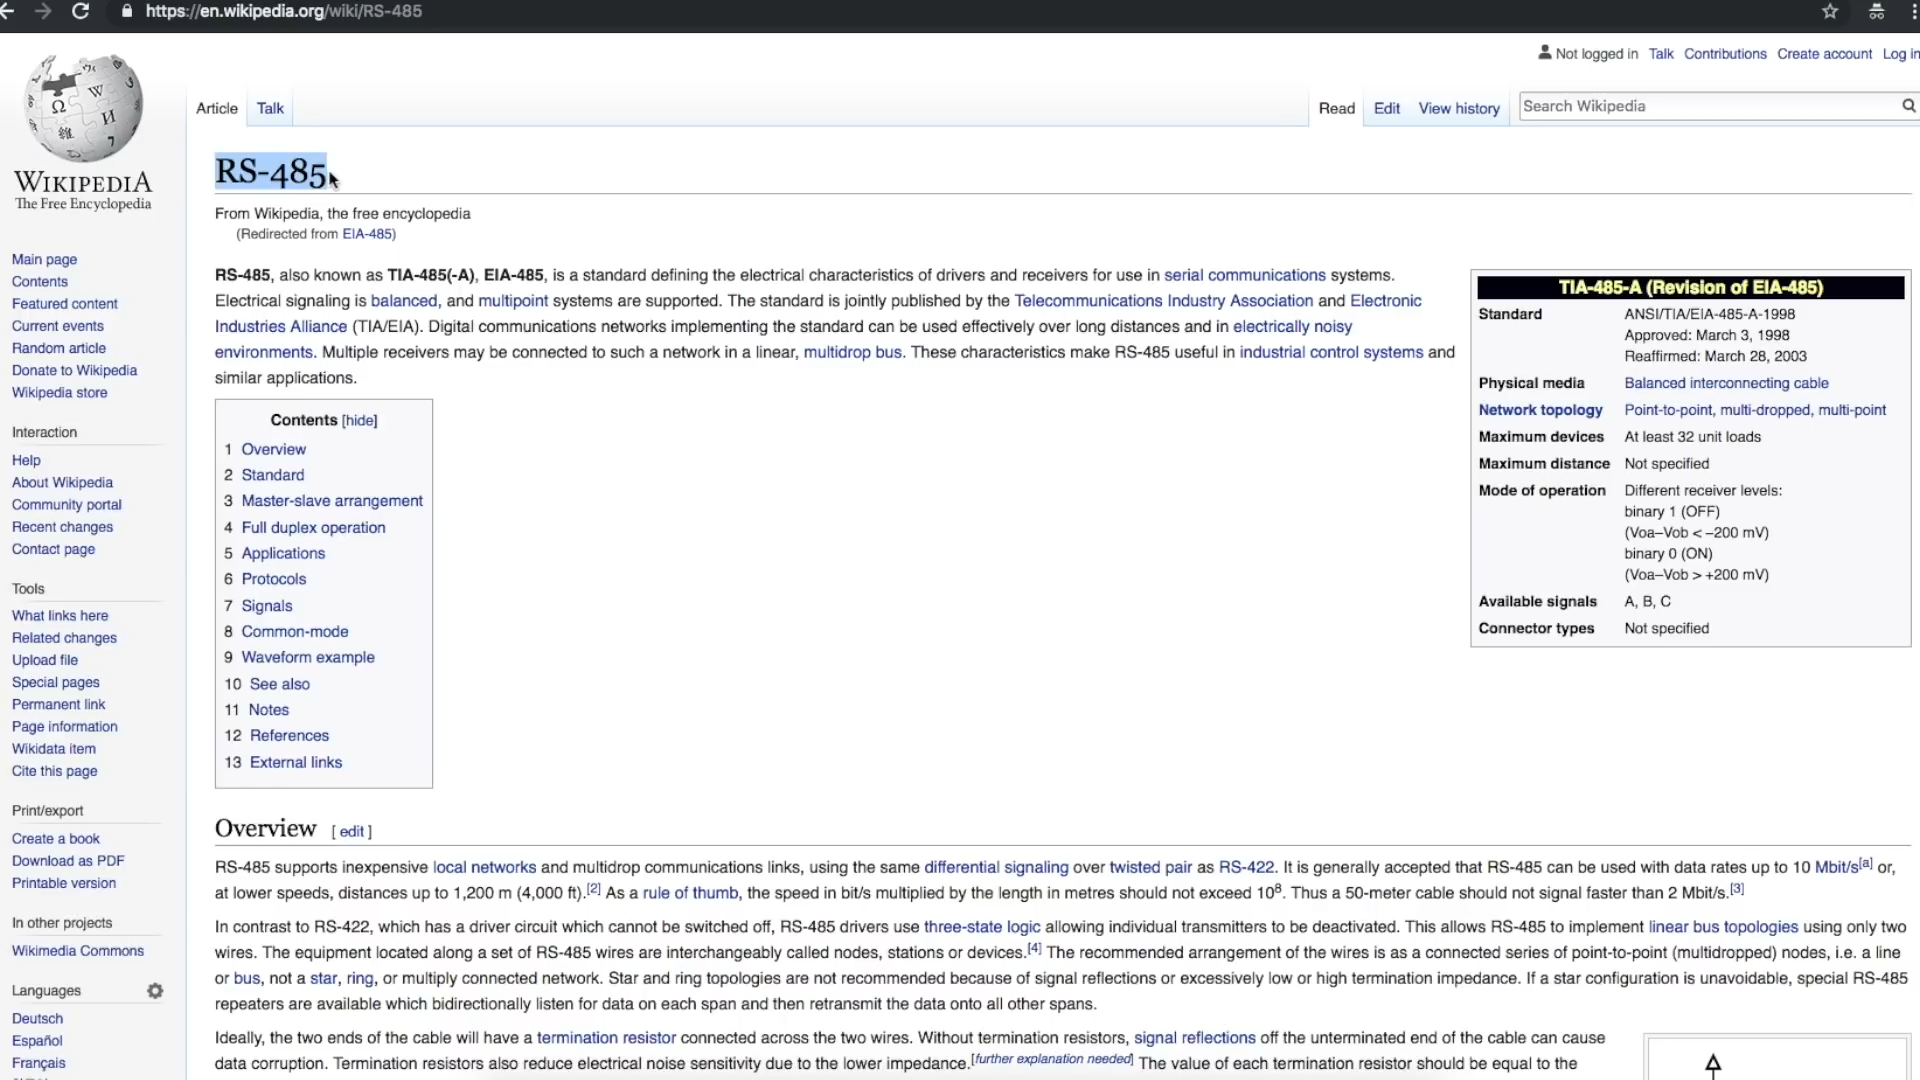 https://en.wikipedia.org/wiki/RS-485
Not logged in Talk Contributions Create account Log in
Article Talk Read Edit View history Search Wikipedia
WIKIPEDIA
The Free Encyclopedia
Main page
Contents
Featured content
Current events
Random article
Donate to Wikipedia
Wikipedia store
Interaction
Help
About Wikipedia
Community portal
Recent changes
Contact page
Tools
What links here
Related changes
Upload file
Special pages
Permanent link
Page information
Wikidata item
Cite this page
Print/export
Create a book
Download as PDF
Printable version
In other projects
Wikimedia Commons
Languages
Deutsch
Español
Français
RS-485
From Wikipedia, the free encyclopedia
(Redirected from EIA-485)
RS-485, also known as TIA-485(-A), EIA-485, is a standard defining the electrical characteristics of drivers and receivers for use in serial communications systems.
Electrical signaling is balanced, and multipoint systems are supported. The standard is jointly published by the Telecommunications Industry Association and Electronic
Industries Alliance (TIA/EIA). Digital communications networks implementing the standard can be used effectively over long distances and in electrically noisy
environments. Multiple receivers may be connected to such a network in a linear, multidrop bus. These characteristics make RS-485 useful in industrial control systems and
similar applications.
TIA-485-A (Revision of EIA-485)
Standard ANSI/TIA/EIA-485-A-1998
Approved: March 3, 1998
Reaffirmed: March 28, 2003
Physical media Balanced interconnecting cable
Network topology Point-to-point, multi-dropped, multi-point
Maximum devices At least 32 unit loads
Maximum distance Not specified
Mode of operation Different receiver levels:
binary 1 (OFF)
(Voa–Vob < −200 mV)
binary 0 (ON)
(Voa–Vob > +200 mV)
Available signals A, B, C
Connector types Not specified
Contents [hide]
1 Overview
2 Standard
3 Master-slave arrangement
4 Full duplex operation
5 Applications
6 Protocols
7 Signals
8 Common-mode
9 Waveform example
10 See also
11 Notes
12 References
13 External links
Overview [ edit ]
RS-485 supports inexpensive local networks and multidrop communications links, using the same differential signaling over twisted pair as RS-422. It is generally accepted that RS-485 can be used with data rates up to 10 Mbit/s[a] or,
at lower speeds, distances up to 1,200 m (4,000 ft).[2] As a rule of thumb, the speed in bit/s multiplied by the length in metres should not exceed 10⁸. Thus a 50-meter cable should not signal faster than 2 Mbit/s.[3]
In contrast to RS-422, which has a driver circuit which cannot be switched off, RS-485 drivers use three-state logic allowing individual transmitters to be deactivated. This allows RS-485 to implement linear bus topologies using only two
wires. The equipment located along a set of RS-485 wires are interchangeably called nodes, stations or devices.[4] The recommended arrangement of the wires is as a connected series of point-to-point (multidropped) nodes, i.e. a line
or bus, not a star, ring, or multiply connected network. Star and ring topologies are not recommended because of signal reflections or excessively low or high termination impedance. If a star configuration is unavoidable, special RS-485
repeaters are available which bidirectionally listen for data on each span and then retransmit the data onto all other spans.
Ideally, the two ends of the cable will have a termination resistor connected across the two wires. Without termination resistors, signal reflections off the unterminated end of the cable can cause
data corruption. Termination resistors also reduce electrical noise sensitivity due to the lower impedance.[further explanation needed] The value of each termination resistor should be equal to the